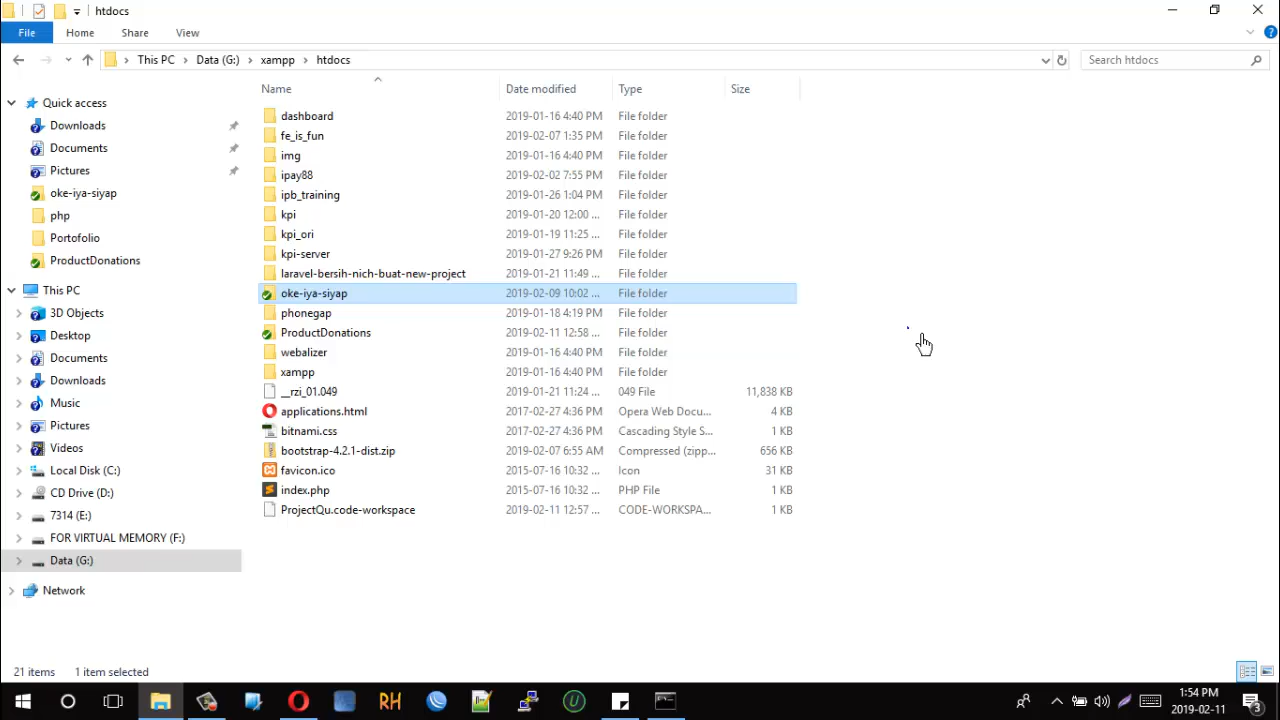 htdocs
File Home Share View
This PC Data (G:) xampp htdocs Search htdocs
Name Date modified Type Size
Quick access
Downloads
Documents
Pictures
oke-iya-siyap
php
Portofolio
ProductDonations
This PC
3D Objects
Desktop
Documents
Downloads
Music
Pictures
Videos
Local Disk (C:)
CD Drive (D:)
7314 (E:)
FOR VIRTUAL MEMORY (F:)
Data (G:)
Network
dashboard 2019-01-16 4:40 PM File folder
fe_is_fun 2019-02-07 1:35 PM File folder
img 2019-01-16 4:40 PM File folder
ipay88 2019-02-02 7:55 PM File folder
ipb_training 2019-01-26 1:04 PM File folder
kpi 2019-01-20 12:00 ... File folder
kpi_ori 2019-01-19 11:25 ... File folder
kpi-server 2019-01-27 9:26 PM File folder
laravel-bersih-nich-buat-new-project 2019-01-21 11:49 ... File folder
oke-iya-siyap 2019-02-09 10:02 ... File folder
phonegap 2019-01-18 4:19 PM File folder
ProductDonations 2019-02-11 12:58 ... File folder
webalizer 2019-01-16 4:40 PM File folder
xampp 2019-01-16 4:40 PM File folder
__rzi_01.049 2019-01-21 11:24 ... 049 File 11,838 KB
applications.html 2017-02-27 4:36 PM Opera Web Docu... 4 KB
bitnami.css 2017-02-27 4:36 PM Cascading Style S... 9 KB
bootstrap-4.2.1-dist.zip 2019-02-07 6:55 AM Compressed (zipp... 656 KB
favicon.ico 2015-07-16 10:32 ... Icon 31 KB
index.php 2015-07-16 10:32 ... PHP File 1 KB
ProjectQu.code-workspace 2019-02-11 12:57 ... CODE-WORKSPA... 1 KB
21 items 1 item selected
RH
1:54 PM
2019-02-11
3